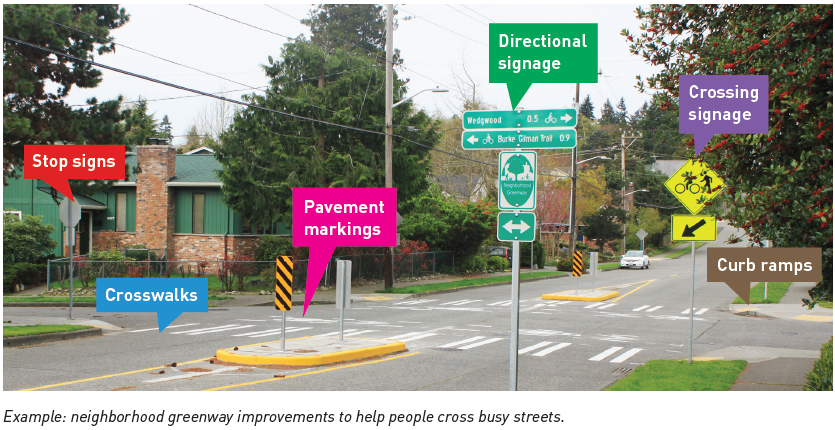 Directional
signage
Crossing
signage
Stop signs
Wedgwood 0.5
Burke Gilman Trail 0.9
Neighborhood
Greenway
Pavement
markings
Curb ramps
Crosswalks
Example: neighborhood greenway improvements to help people cross busy streets.